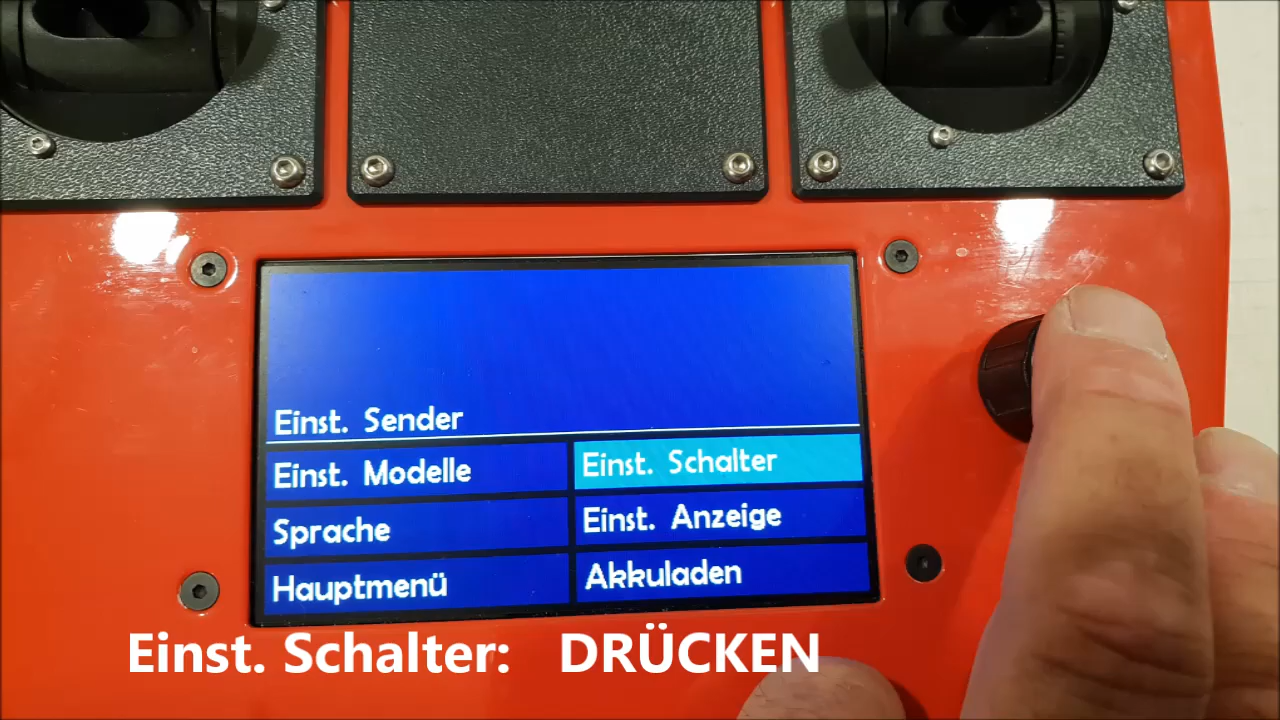 Einst. Sender
Einst. Modelle
Einst. Schalter
Sprache
Einst. Anzeige
Hauptmenü
Akkuladen
Einst. Schalter: DRÜCKEN